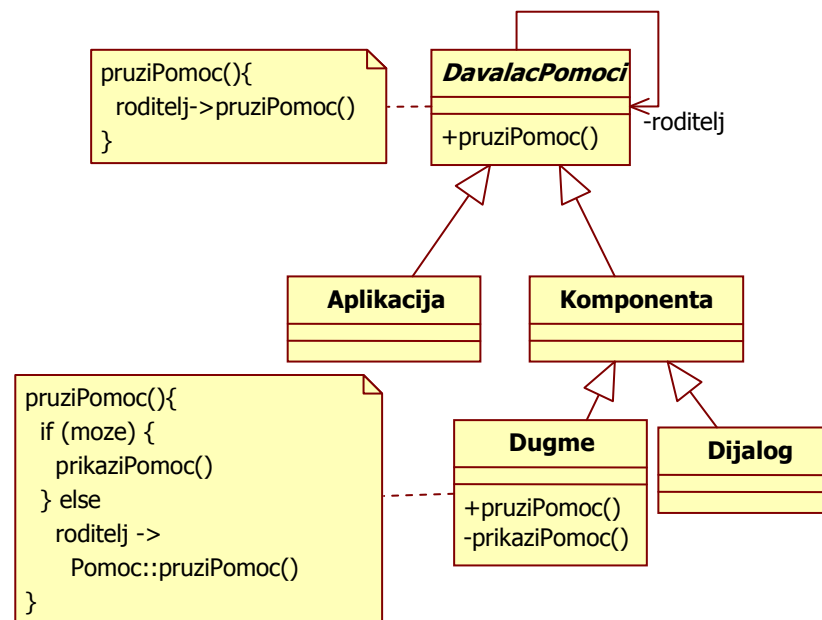 pruziPomoc(){
roditelj->pruziPomoc()
}
DavalacPomoci
+pruziPomoc()
-roditelj
Aplikacija
Komponenta
pruziPomoc(){
if (moze) {
prikaziPomoc()
} else
roditelj ->
Pomoc::pruziPomoc()
}
Dugme
+pruziPomoc()
-prikaziPomoc()
Dijalog